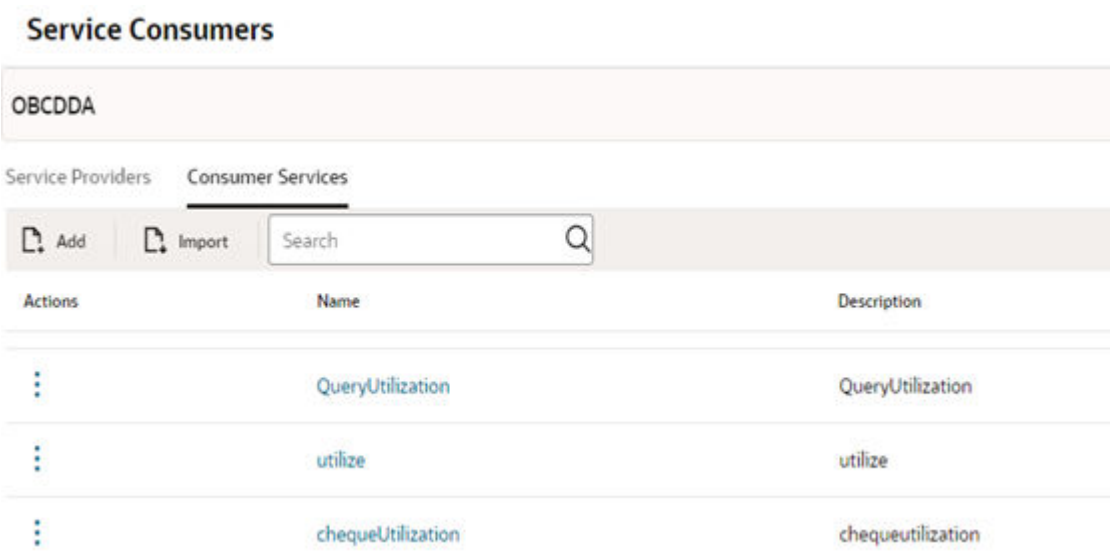 Service Consumers
OBCDDA
Service Providers Consumer Services
Add Import Search
Actions Name Description
QueryUtilization QueryUtilization
utilize utilize
chequeUtilization chequeutilization